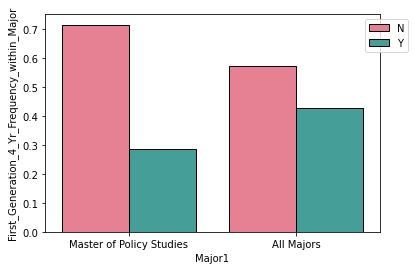 First_Generation_4_Yr_Frequency_within_Major
0.7
0.6
0.5
0.4
0.3
0.2
0.1
0.0
N
Y
Master of Policy Studies
All Majors
Major1